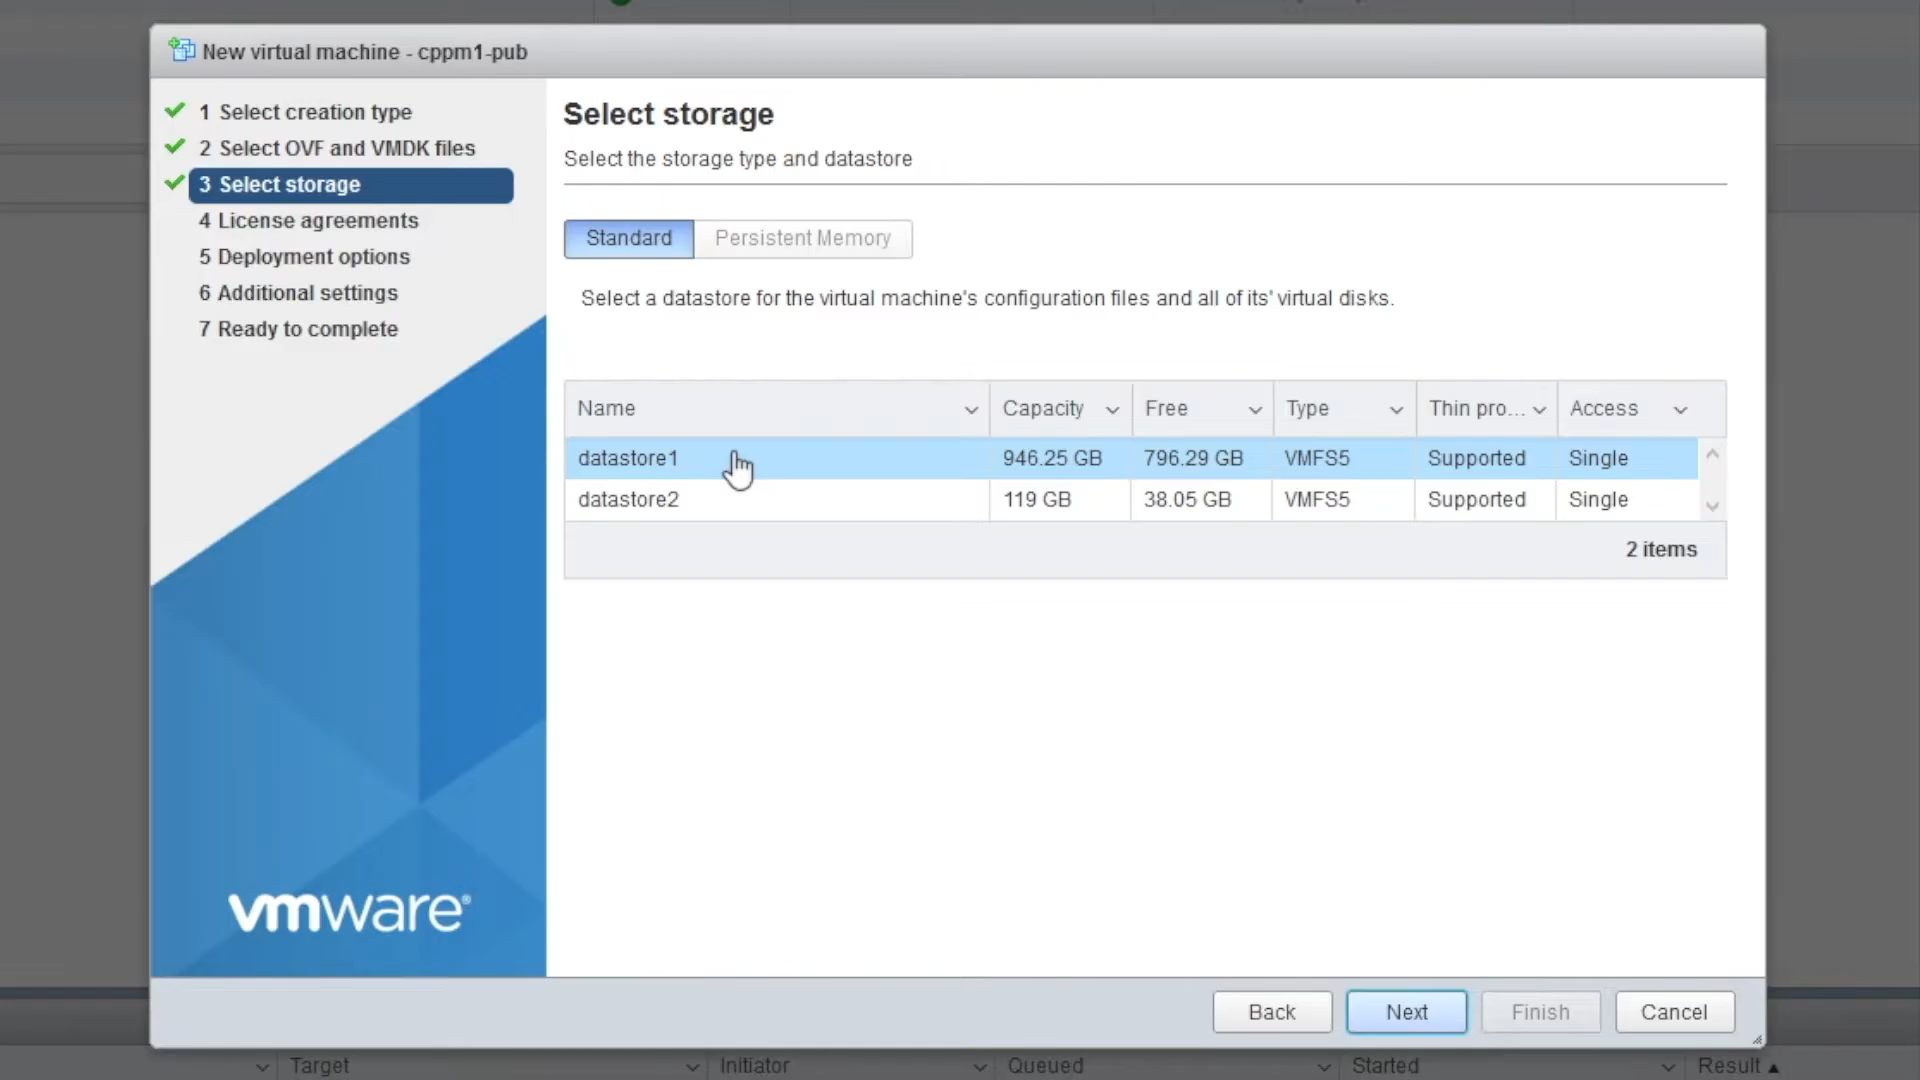 New virtual machine - cppm1-pub
1 Select creation type
2 Select OVF and VMDK files
3 Select storage
4 License agreements
5 Deployment options
6 Additional settings
7 Ready to complete
vmware®
Select storage
Select the storage type and datastore
Standard Persistent Memory
Select a datastore for the virtual machine's configuration files and all of its' virtual disks.
Name Capacity Free Type Thin pro... Access
datastore1 946.25 GB 796.29 GB VMFS5 Supported Single
datastore2 119 GB 38.05 GB VMFS5 Supported Single
2 items
Back Next Finish Cancel
Target Initiator Queued Started Result